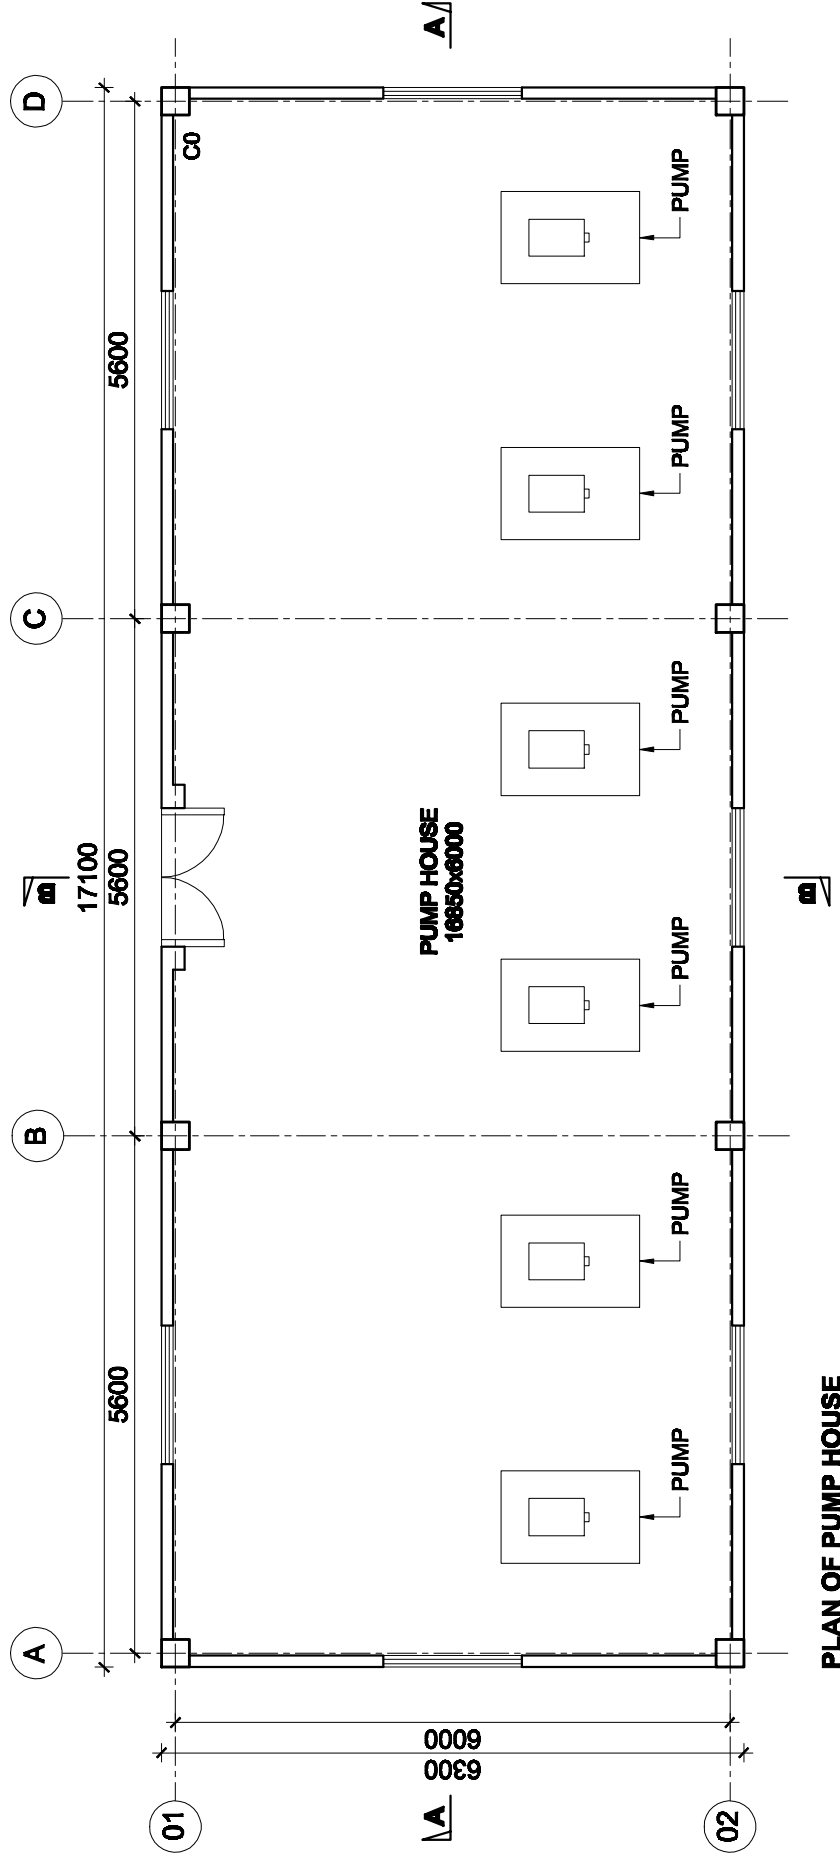 A B C D
B
17100
5600 5600 5600
01
C0
A
6300
6000
PUMP HOUSE
16850x6000
A
PUMP PUMP PUMP PUMP PUMP PUMP
02
B
PLAN OF PUMP HOUSE